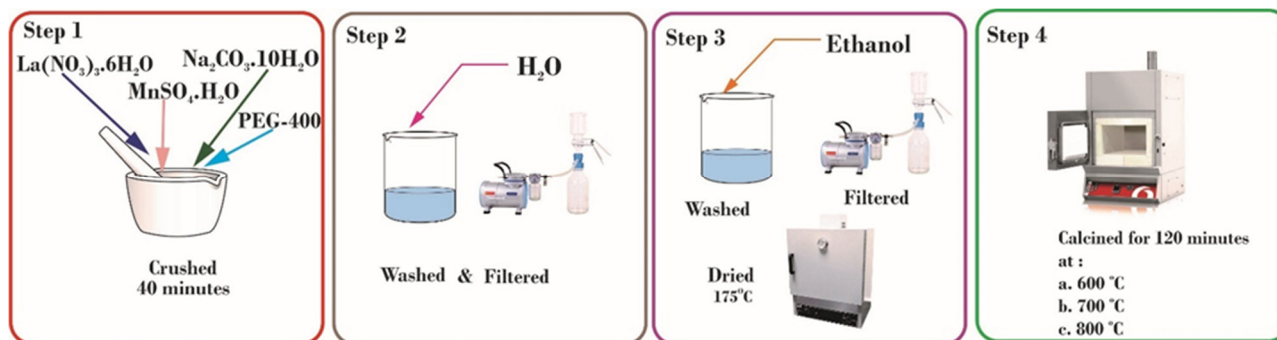 Step 1
La(NO₃)₃.6H₂O
Na₂CO₃.10H₂O
MnSO₄.H₂O
PEG-400
Crushed
40 minutes
Step 2
H₂O
Washed & Filtered
Step 3
Ethanol
Washed
Filtered
Dried
175°C
Step 4
Calcined for 120 minutes
at :
a. 600 °C
b. 700 °C
c. 800 °C